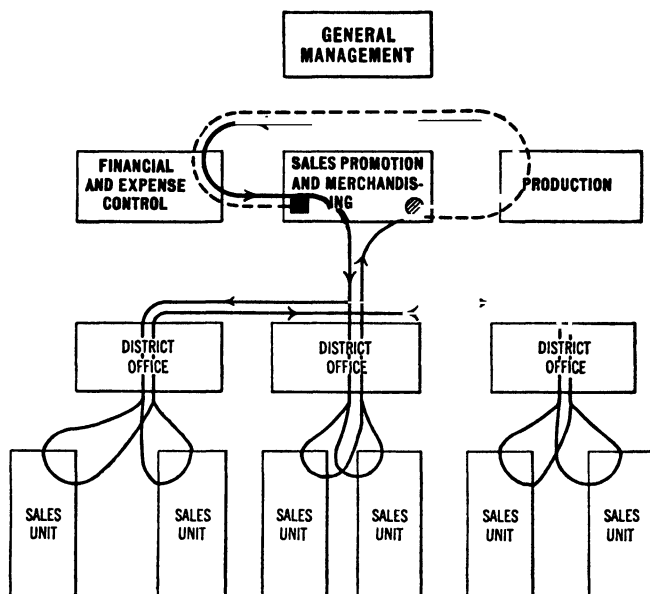 GENERAL
MANAGEMENT
FINANCIAL
AND EXPENSE
CONTROL
SALES PROMOTION
AND MERCHANDIS-
ING
PRODUCTION
DISTRICT
OFFICE
DISTRICT
OFFICE
DISTRICT
OFFICE
SALES
UNIT
SALES
UNIT
SALES
UNIT
SALES
UNIT
SALES
UNIT
SALES
UNIT